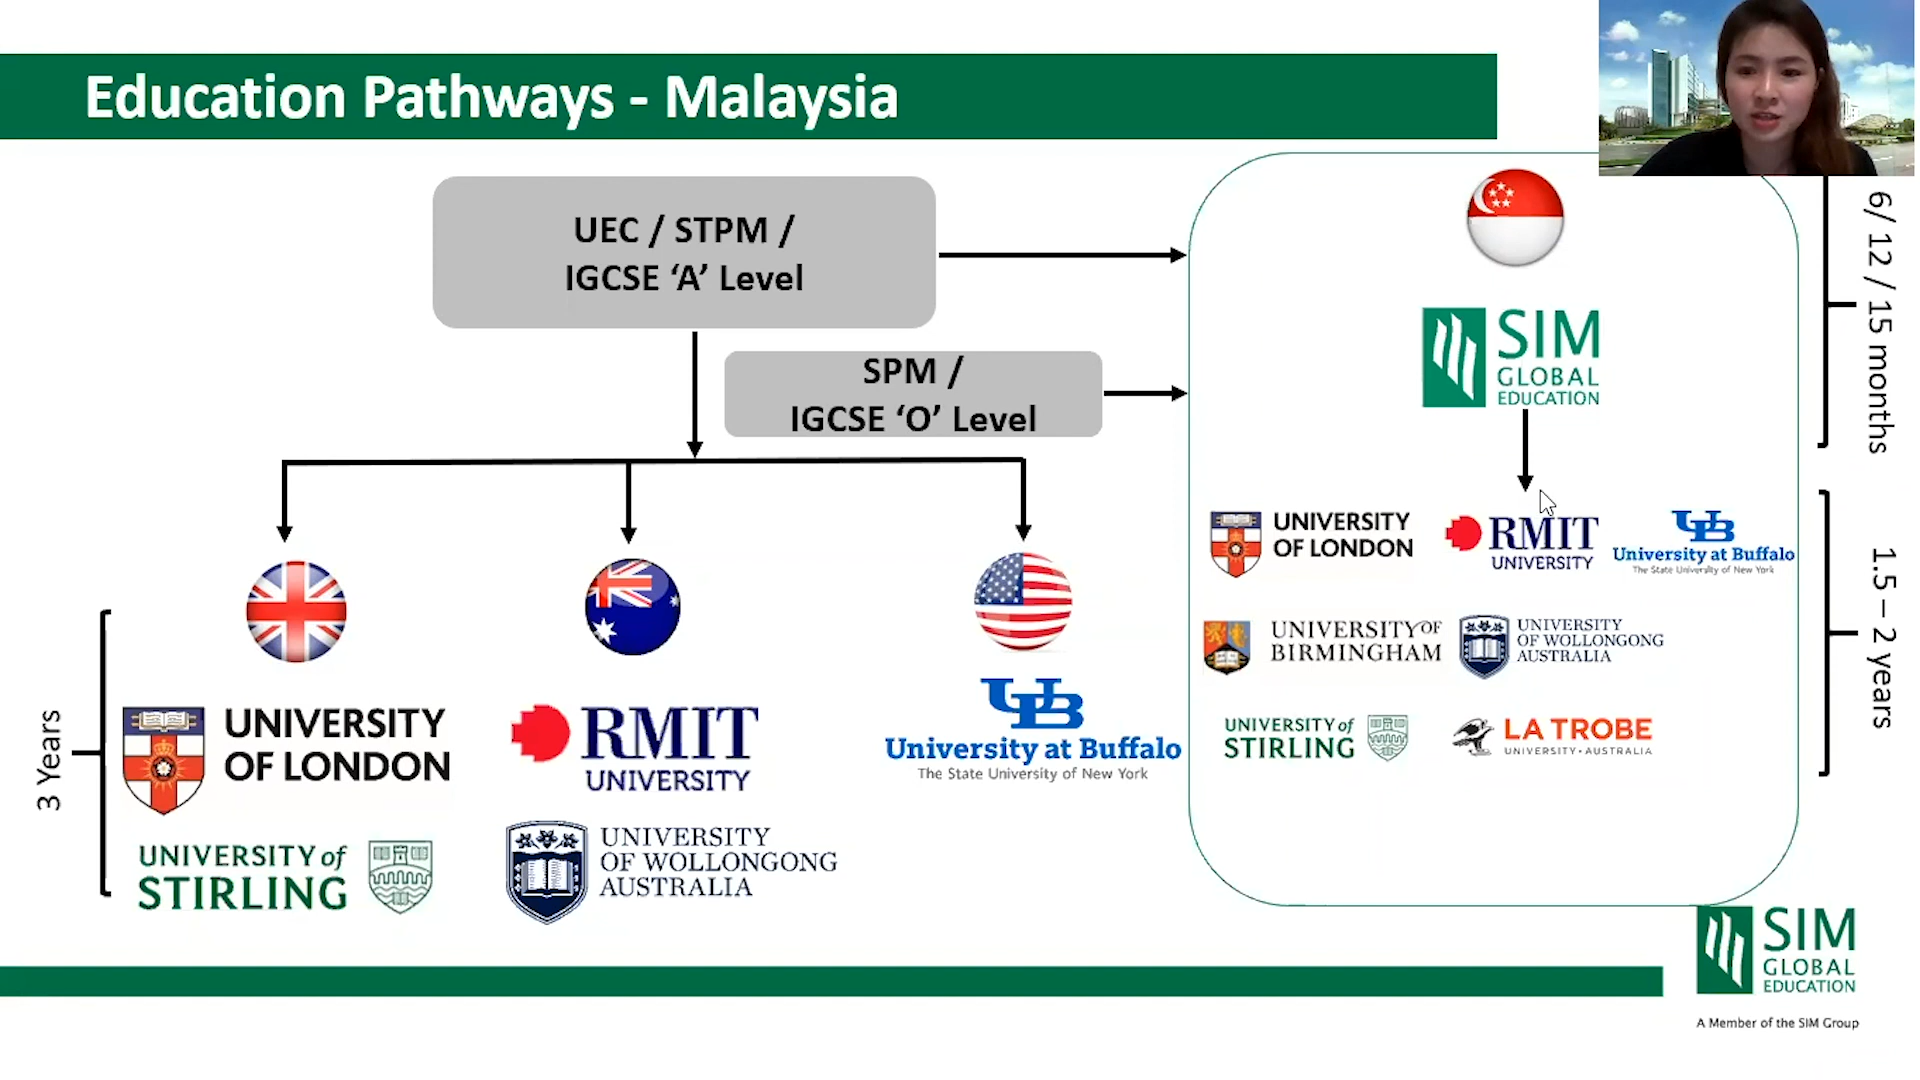 Education Pathways - Malaysia
UEC / STPM /
IGCSE ‘A’ Level
SPM /
IGCSE ‘O’ Level
3 Years
UNIVERSITY
OF LONDON
UNIVERSITY of
STIRLING
RMIT
UNIVERSITY
UNIVERSITY
OF WOLLONGONG
AUSTRALIA
UB
University at Buffalo
The State University of New York
SIM
GLOBAL
EDUCATION
6/ 12 / 15 months
UNIVERSITY
OF LONDON
RMIT
UNIVERSITY
UB
University at Buffalo
The State University of New York
UNIVERSITY OF
BIRMINGHAM
UNIVERSITY
OF WOLLONGONG
AUSTRALIA
UNIVERSITY of
STIRLING
LA TROBE
UNIVERSITY • AUSTRALIA
1.5 – 2 years
SIM
GLOBAL
EDUCATION
A Member of the SIM Group